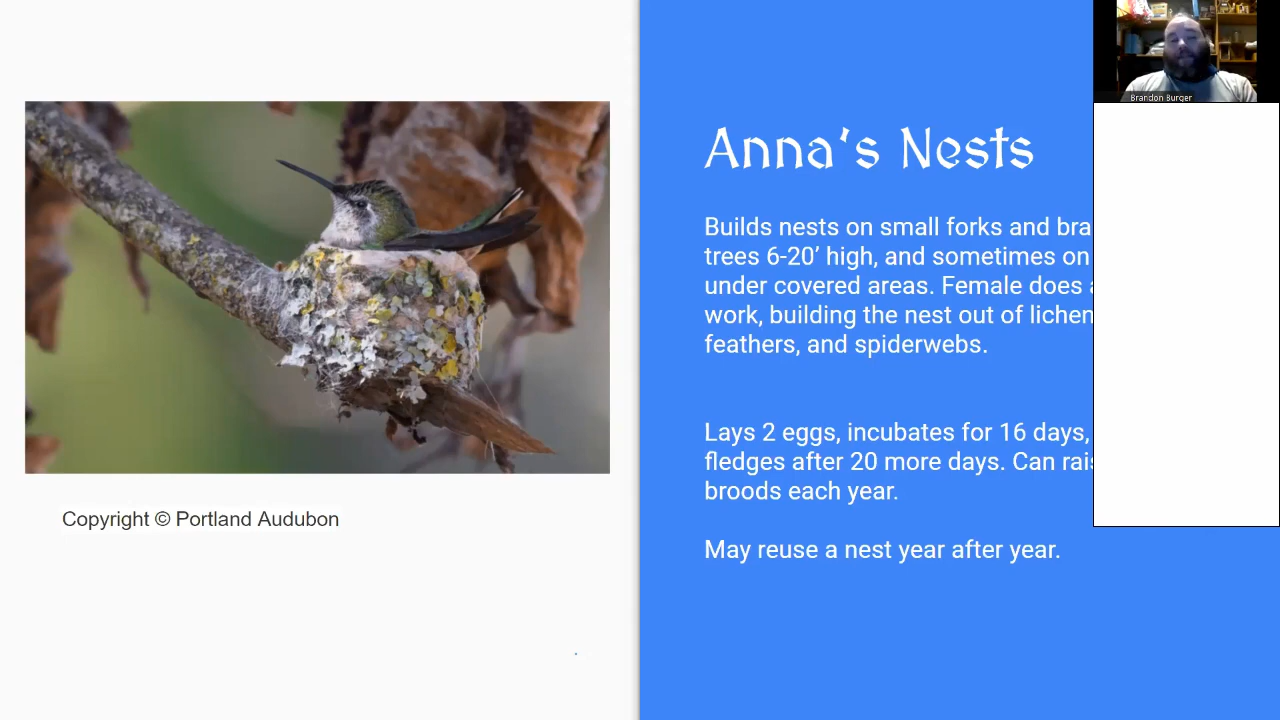 Brandon Burger
Anna's Nests
Builds nests on small forks and
trees 6-20’ high, and sometimes on
under covered areas. Female does
work, building the nest out of lichen
feathers, and spiderwebs.
Lays 2 eggs, incubates for 16 days,
fledges after 20 more days. Can
broods each year.
May reuse a nest year after year.
Copyright © Portland Audubon